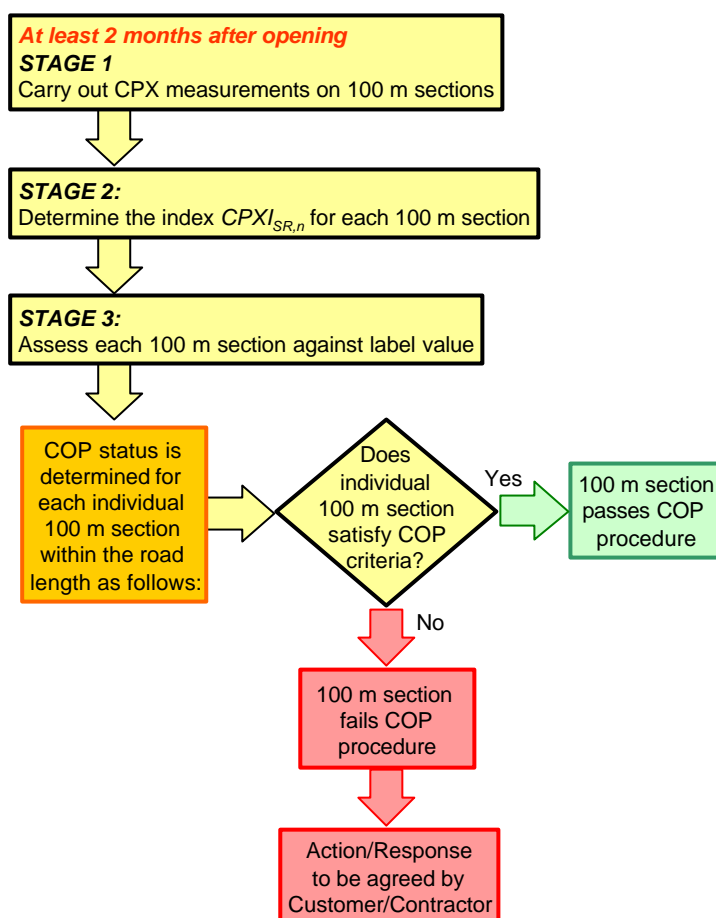 At least 2 months after opening
STAGE 1
Carry out CPX measurements on 100 m sections
STAGE 2:
Determine the index CPXI_SR,n for each 100 m section
STAGE 3:
Assess each 100 m section against label value
COP status is
determined for
each individual
100 m section
within the road
length as follows:
Does
individual
100 m section
satisfy COP
criteria?
Yes
100 m section
passes COP
procedure
No
100 m section
fails COP
procedure
Action/Response
to be agreed by
Customer/Contractor